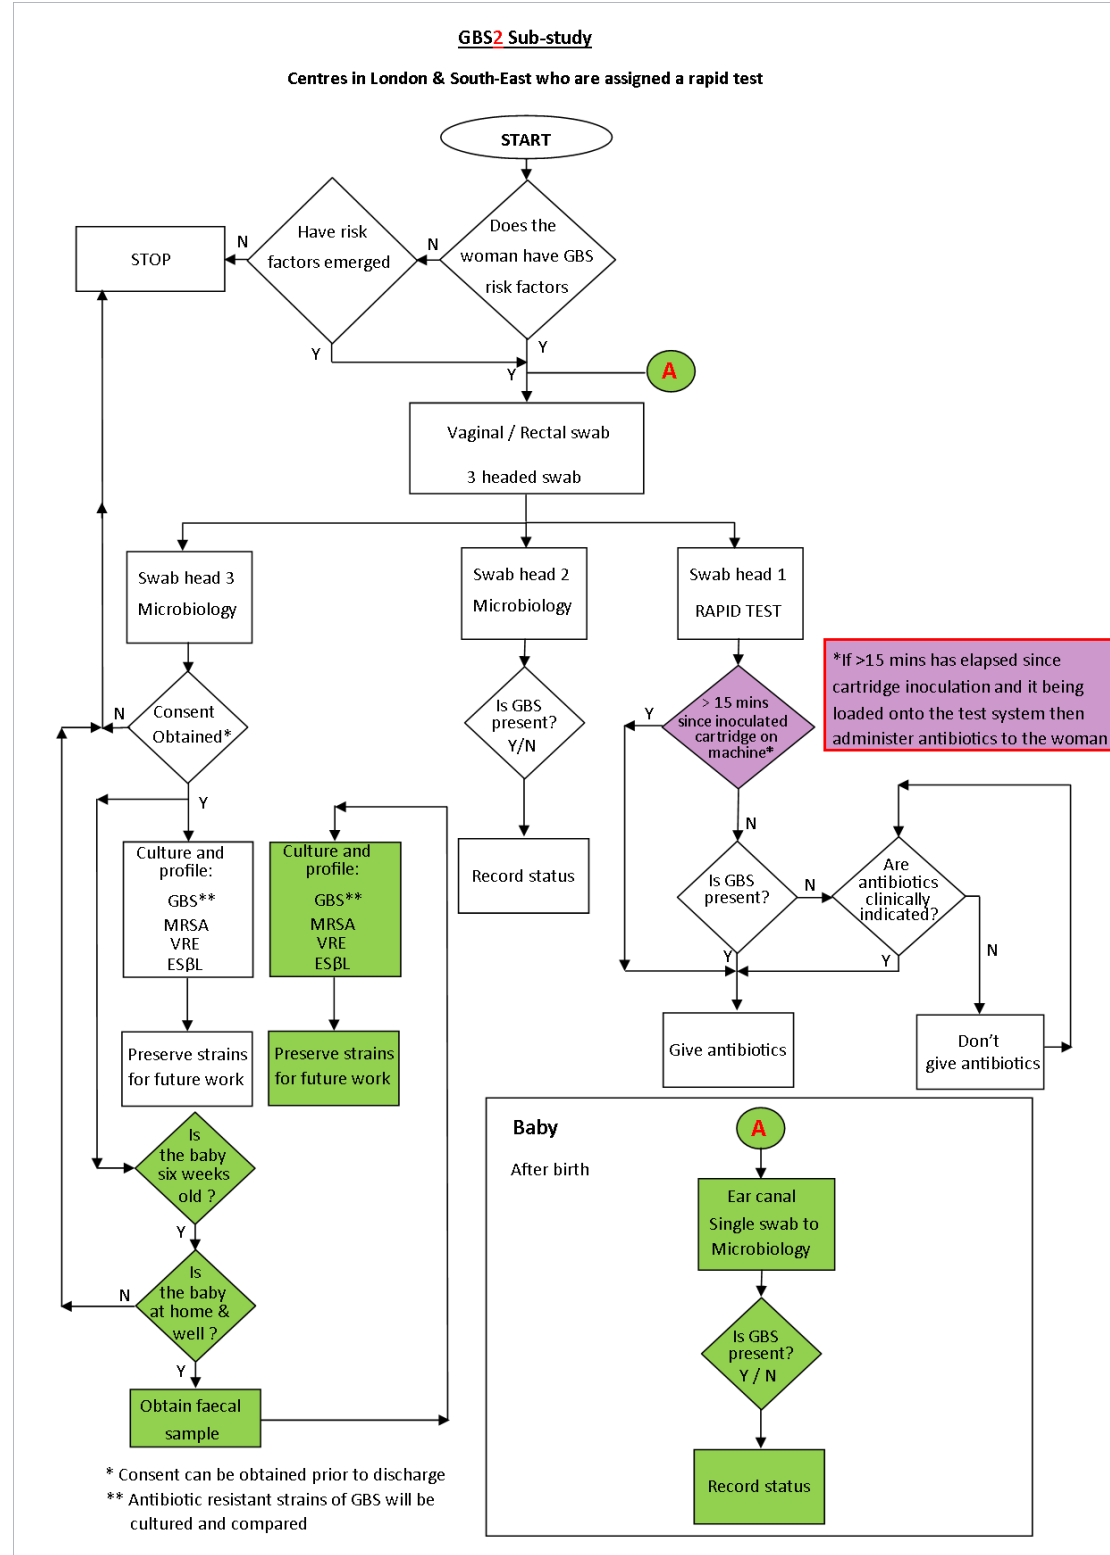 GBS2 Sub-study
Centres in London & South-East who are assigned a rapid test
START
Does the
woman have GBS
risk factors
N
Have risk
factors emerged
N
STOP
Y
Y
Y
A
Vaginal / Rectal swab
3 headed swab
Swab head 3
Microbiology
Swab head 2
Microbiology
Swab head 1
RAPID TEST
*If >15 mins has elapsed since
cartridge inoculation and it being
loaded onto the test system then
administer antibiotics to the woman
Consent
Obtained*
N
Y
Is GBS
present?
Y/N
Record status
> 15 mins
since inoculated
cartridge on
machine*
Y
N
Is GBS
present?
N
Y
Are
antibiotics
clinically
indicated?
Y
N
Give antibiotics
Don't
give antibiotics
Culture and
profile:
GBS**
MRSA
VRE
ESβL
Culture and
profile:
GBS**
MRSA
VRE
ESβL
Preserve strains
for future work
Preserve strains
for future work
Is
the baby
six weeks
old ?
Y
Is
the baby
at home &
well ?
N
Y
Obtain faecal
sample
* Consent can be obtained prior to discharge
** Antibiotic resistant strains of GBS will be
cultured and compared
Baby
After birth
A
Ear canal
Single swab to
Microbiology
Is GBS
present?
Y / N
Record status